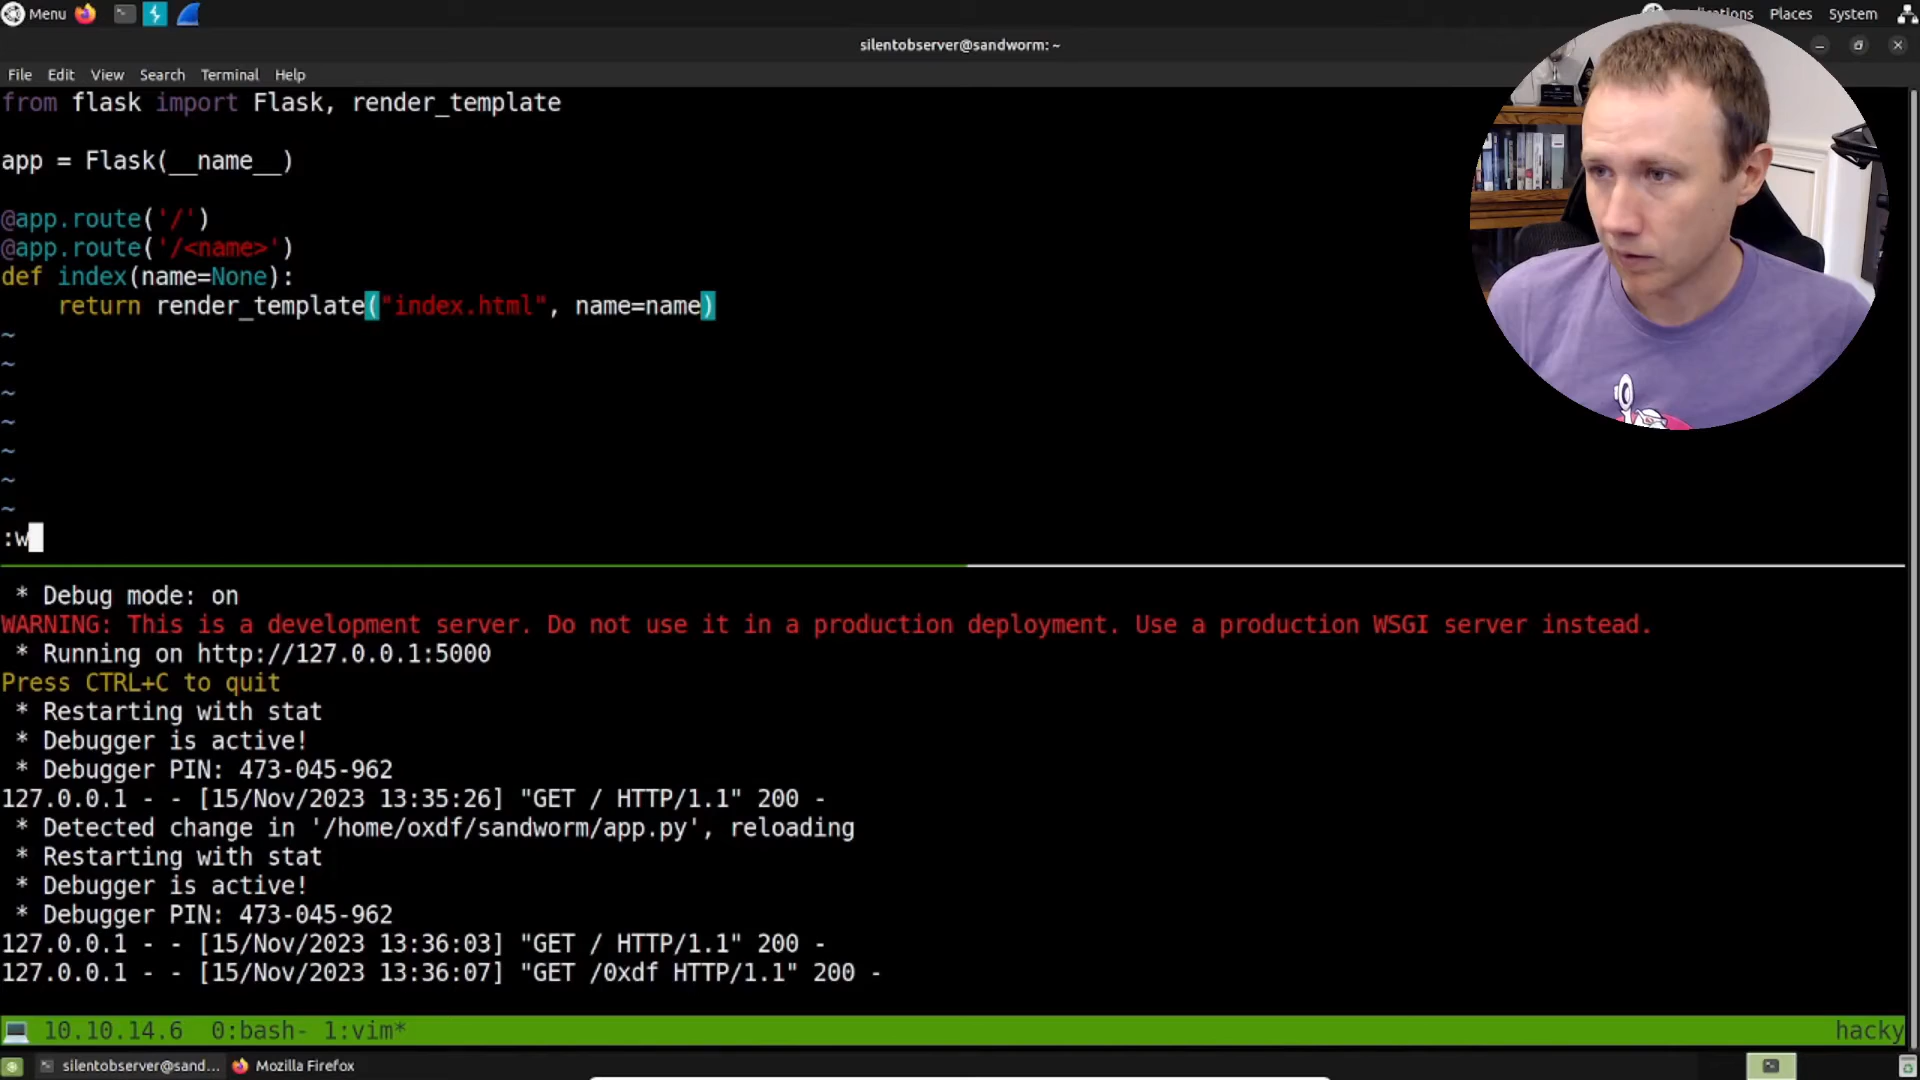 Menu
Applications Places System
silentobserver@sandworm: ~
File Edit View Search Terminal Help
from flask import Flask, render_template
app = Flask(__name__)
@app.route('/')
@app.route('/<name>')
def index(name=None):
    return render_template("index.html", name=name)
~
~
~
~
~
~
~
:w
 * Debug mode: on
WARNING: This is a development server. Do not use it in a production deployment. Use a production WSGI server instead.
 * Running on http://127.0.0.1:5000
Press CTRL+C to quit
 * Restarting with stat
 * Debugger is active!
 * Debugger PIN: 473-045-962
127.0.0.1 - - [15/Nov/2023 13:35:26] "GET / HTTP/1.1" 200 -
 * Detected change in '/home/oxdf/sandworm/app.py', reloading
 * Restarting with stat
 * Debugger is active!
 * Debugger PIN: 473-045-962
127.0.0.1 - - [15/Nov/2023 13:36:03] "GET / HTTP/1.1" 200 -
127.0.0.1 - - [15/Nov/2023 13:36:07] "GET /0xdf HTTP/1.1" 200 -
10.10.14.6 0:bash- 1:vim* hacky
silentobserver@sand... Mozilla Firefox